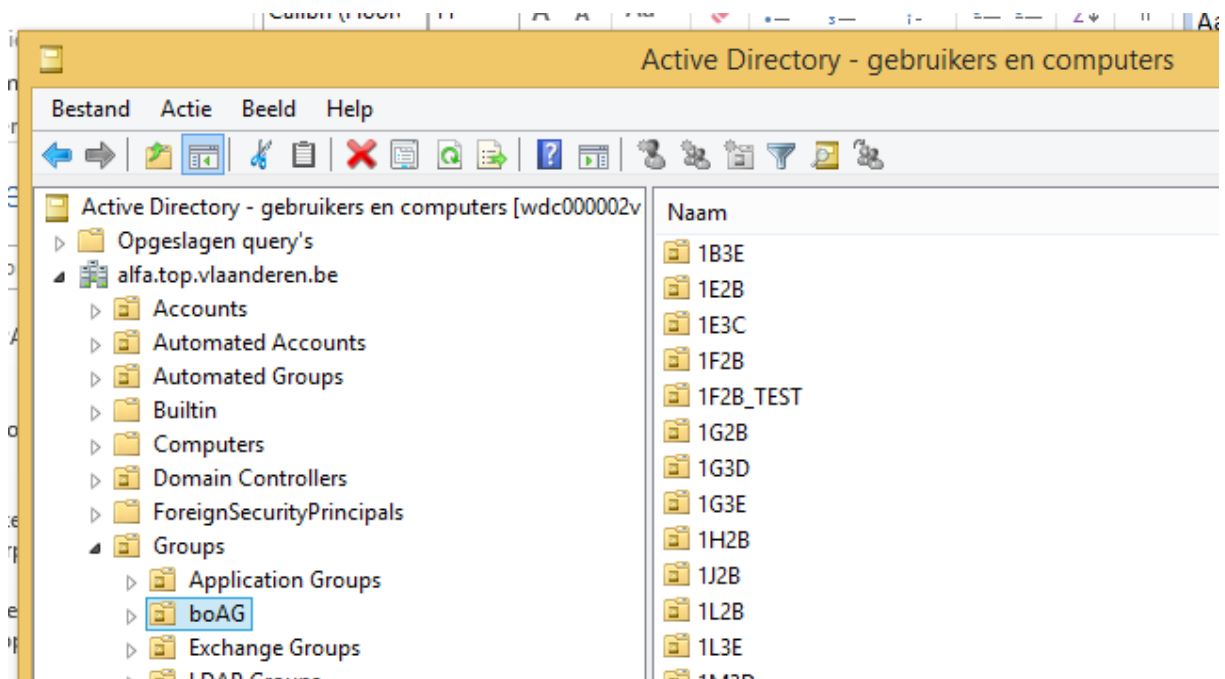 Active Directory - gebruikers en computers
Bestand Actie Beeld Help
Active Directory - gebruikers en computers [wdc000002v
Opgeslagen query's
alfa.top.vlaanderen.be
Accounts
Automated Accounts
Automated Groups
Builtin
Computers
Domain Controllers
ForeignSecurityPrincipals
Groups
Application Groups
boAG
Exchange Groups
LDAP Groups
Naam
1B3E
1E2B
1E3C
1F2B
1F2B_TEST
1G2B
1G3D
1G3E
1H2B
1J2B
1L2B
1L3E